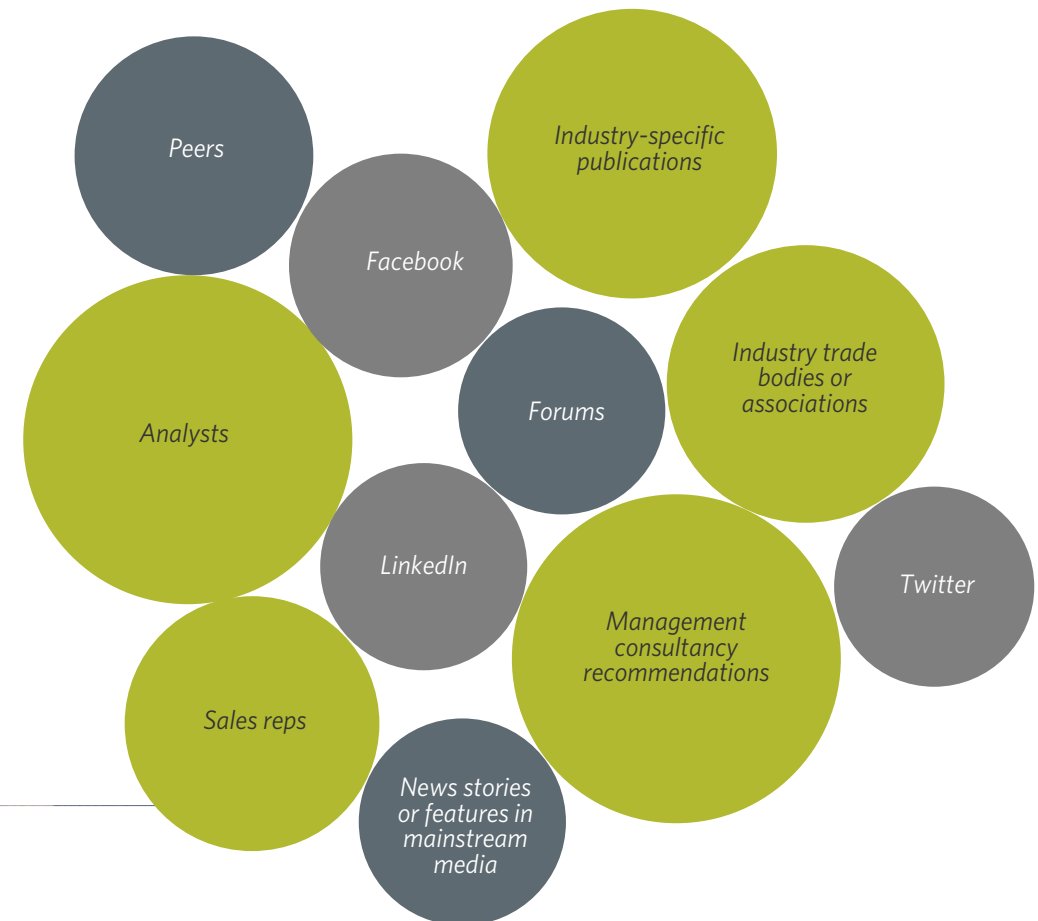 Peers
Industry-specific
publications
Facebook
Industry trade
bodies or
associations
Forums
Analysts
LinkedIn
Twitter
Management
consultancy
recommendations
Sales reps
News stories
or features in
mainstream
media